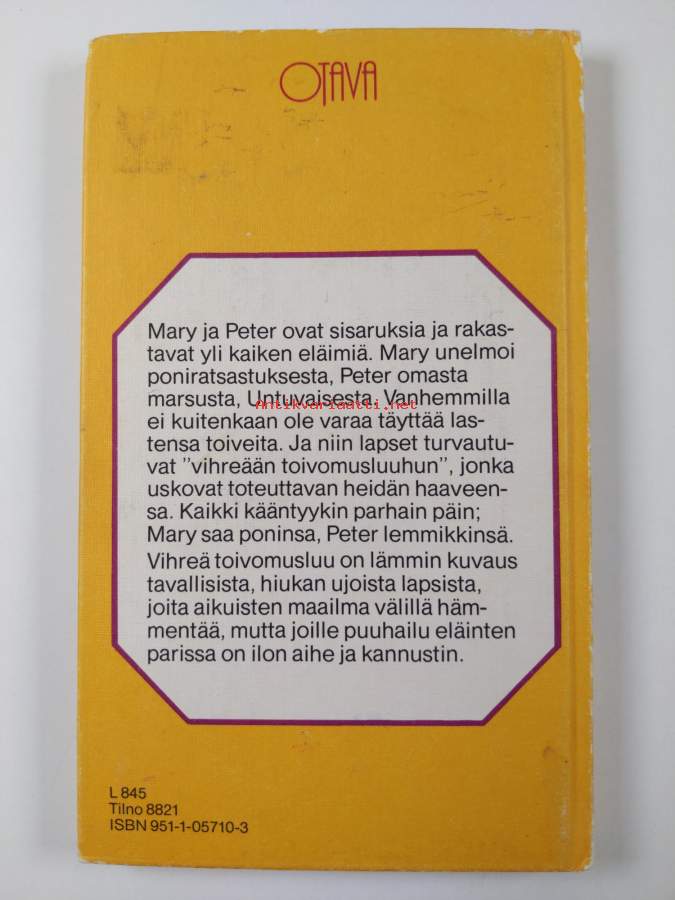 OTAVA
Mary ja Peter ovat sisaruksia ja rakas-
tavat yli kaiken eläimiä. Mary unelmoi
poniratsastuksesta, Peter omasta
marsusta, Untuvaisesta. Vanhemmilla
Antikvariaatti.net
ei kuitenkaan ole varaa täyttää las-
tensa toiveita. Ja niin lapset turvautu-
vat "vihreään toivomusluuhun", jonka
uskovat toteuttavan heidän haaveen-
sa. Kaikki kääntyykin parhain päin;
Mary saa poninsa, Peter lemmikkinsä.
Vihreä toivomusluu on lämmin kuvaus
tavallisista, hiukan ujoista lapsista,
joita aikuisten maailma välillä häm-
mentää, mutta joille puuhailu eläinten
parissa on ilon aihe ja kannustin.
L 845
Tilno 8821
ISBN 951-1-05710-3